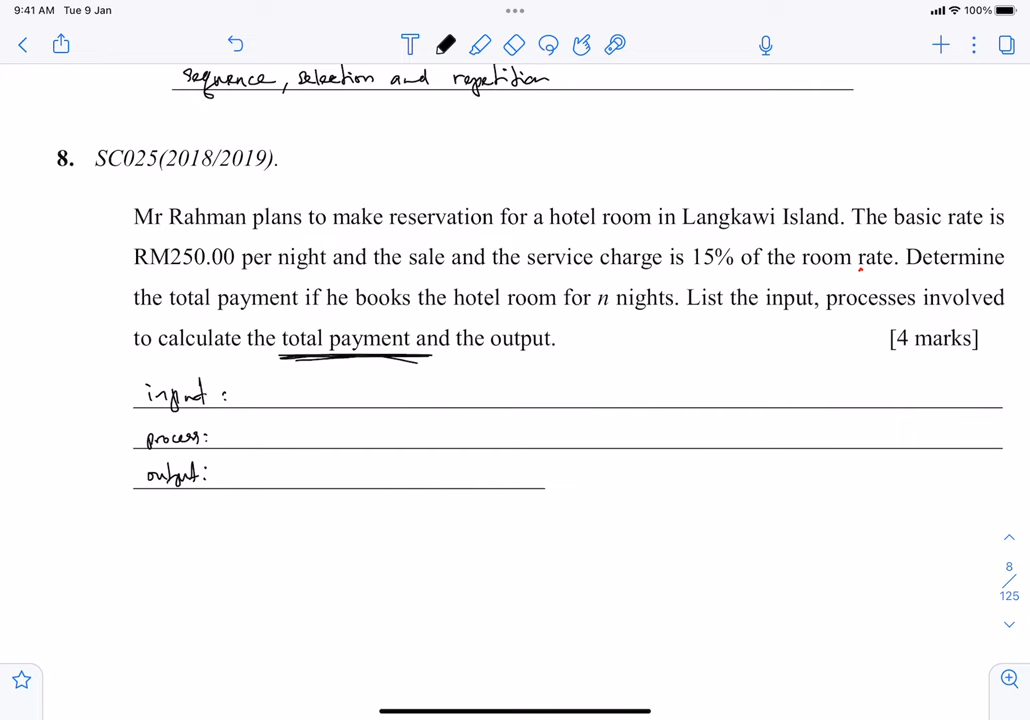 9:41 AM Tue 9 Jan
100%
sequence, selection and repetition
8. SC025(2018/2019).
Mr Rahman plans to make reservation for a hotel room in Langkawi Island. The basic rate is
RM250.00 per night and the sale and the service charge is 15% of the room rate. Determine
the total payment if he books the hotel room for n nights. List the input, processes involved
to calculate the total payment and the output. [4 marks]
input :
process:
output:
8
125